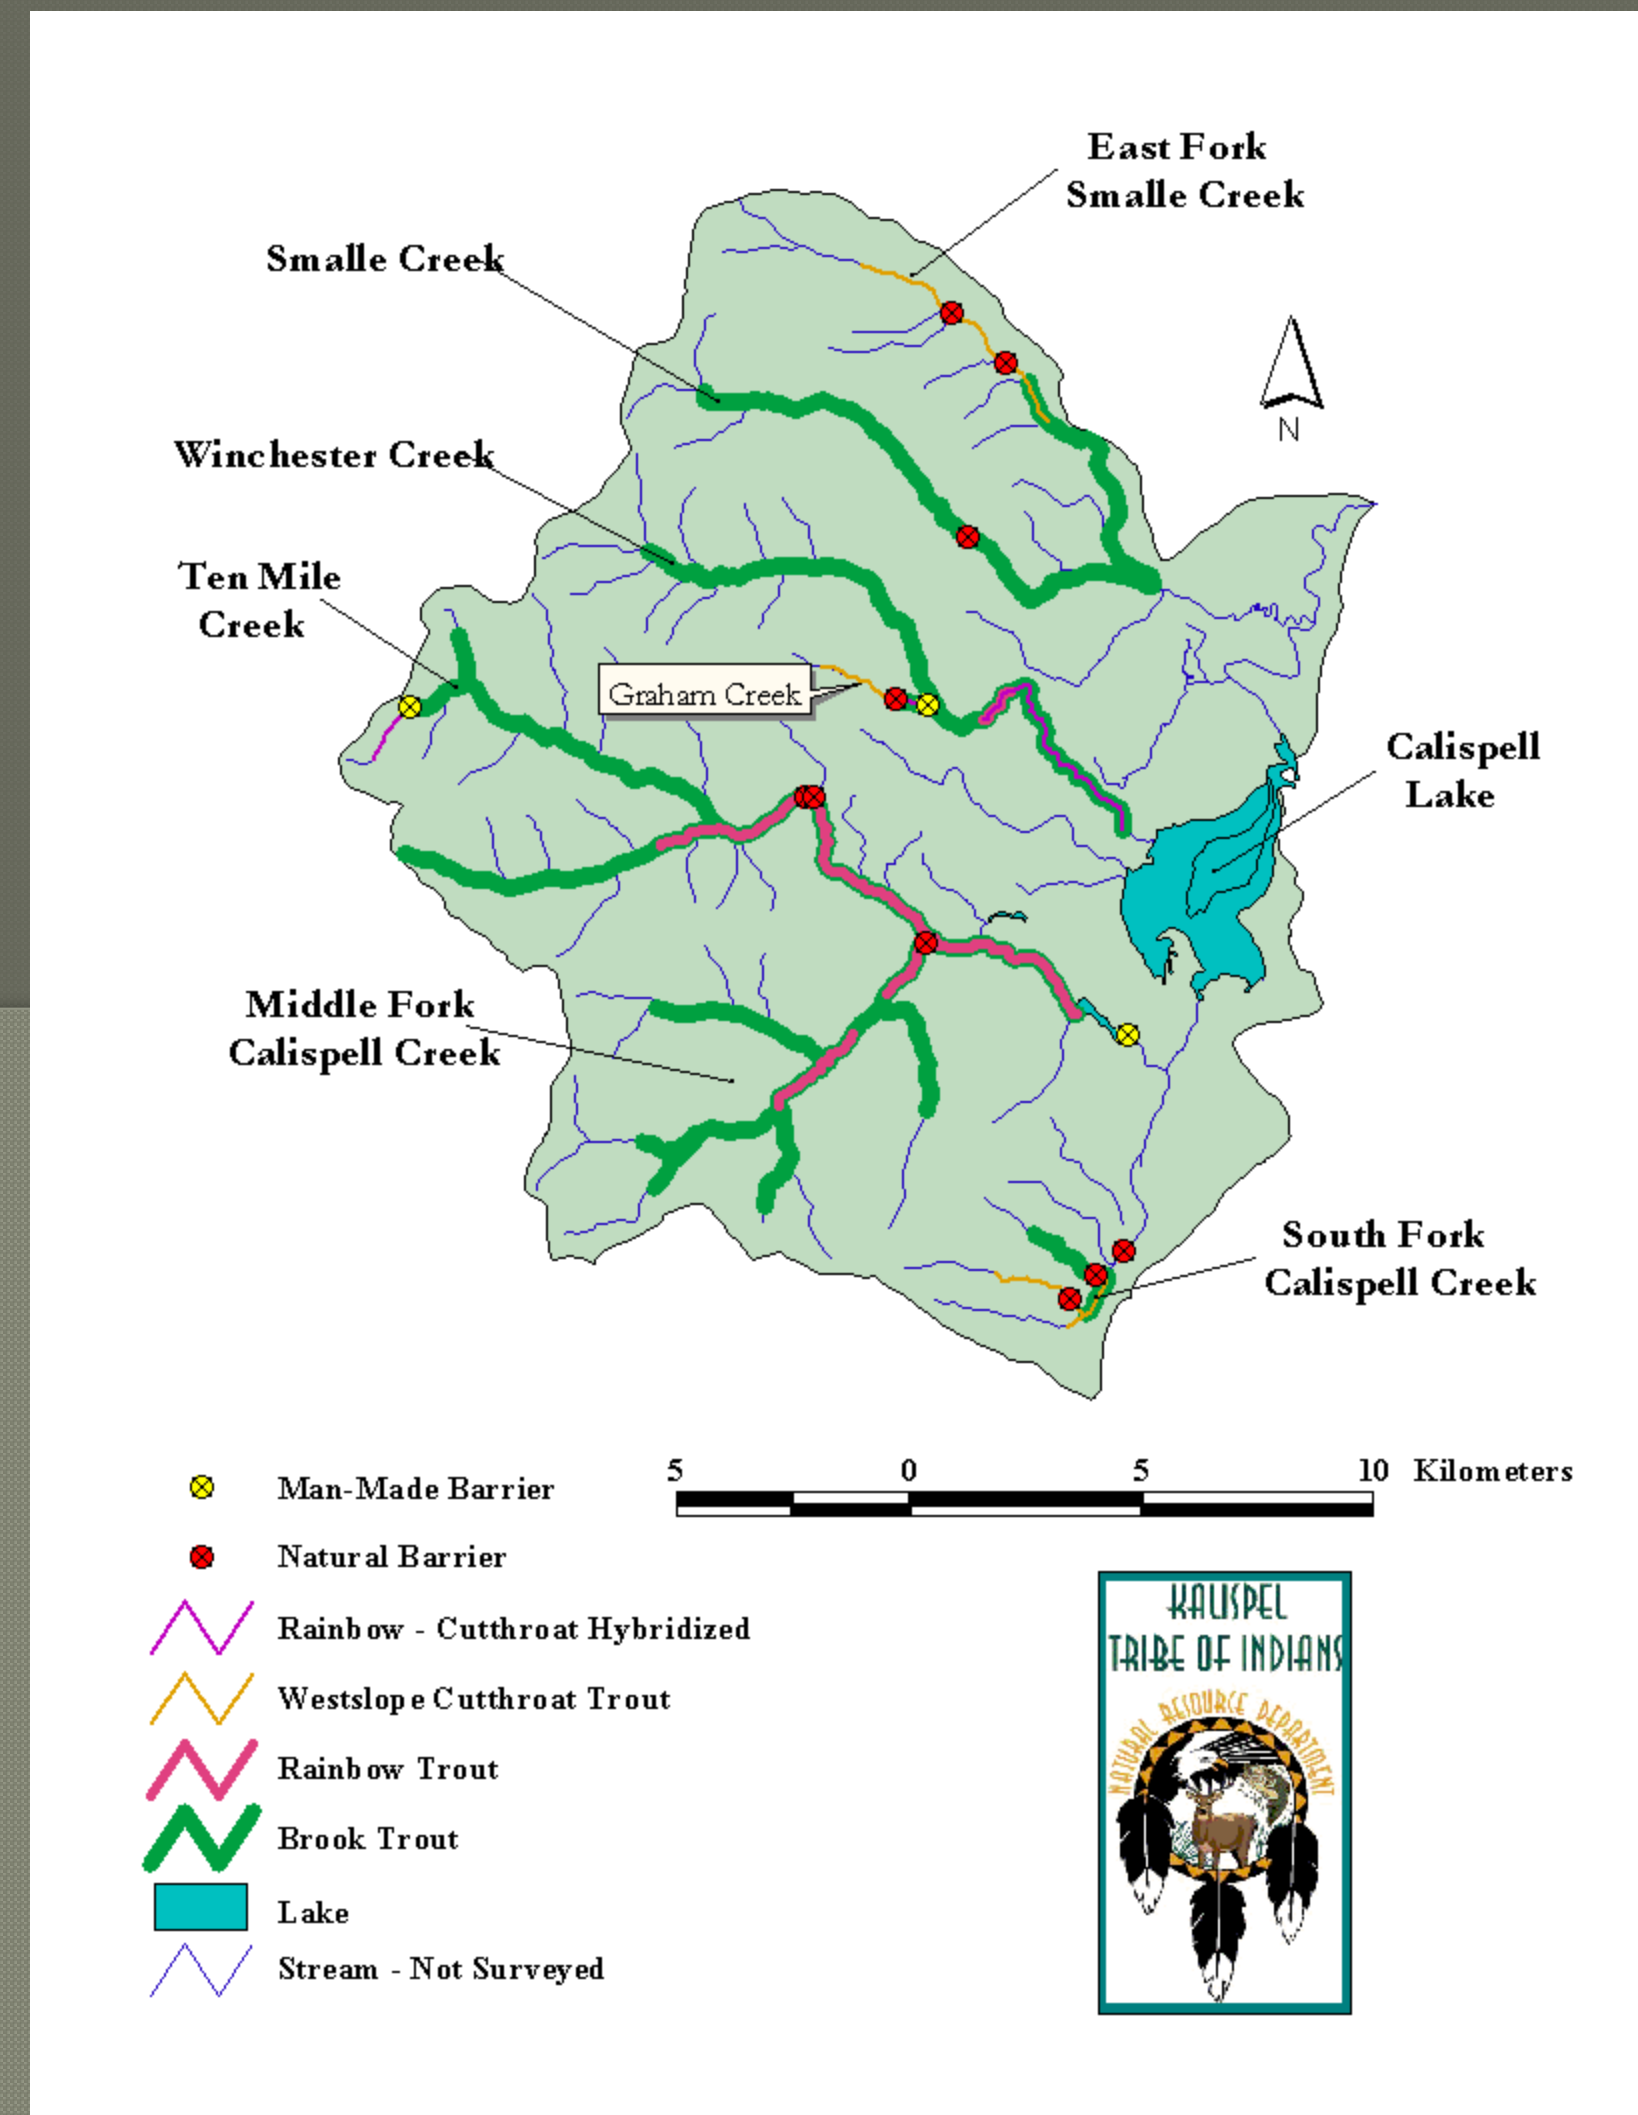 East Fork
Smalle Creek
Smalle Creek
Winchester Creek
N
Ten Mile
Creek
Graham Creek
Calispell
Lake
Middle Fork
Calispell Creek
South Fork
Calispell Creek
5 0 5 10 Kilometers
Man-Made Barrier
Natural Barrier
Rainbow - Cutthroat Hybridized
Westslope Cutthroat Trout
Rainbow Trout
Brook Trout
Lake
Stream - Not Surveyed
KALISPEL
TRIBE OF INDIANS
NATURAL RESOURCE DEPARTMENT